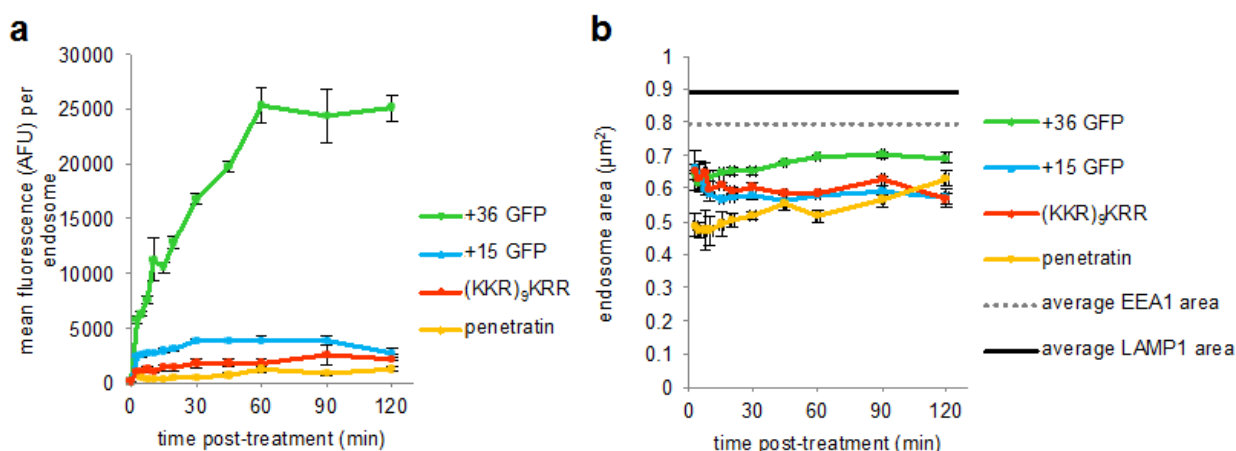 a
30000
25000
20000
15000
10000
5000
0
mean fluorescence (AFU) per
endosome
0 30 60 90 120
time post-treatment (min)
+36 GFP
+15 GFP
(KKR)₉KRR
penetratin
b
1
0.9
0.8
0.7
0.6
0.5
0.4
0.3
0.2
0.1
0
endosome area (µm²)
0 30 60 90 120
time post-treatment (min)
+36 GFP
+15 GFP
(KKR)₉KRR
penetratin
average EEA1 area
average LAMP1 area